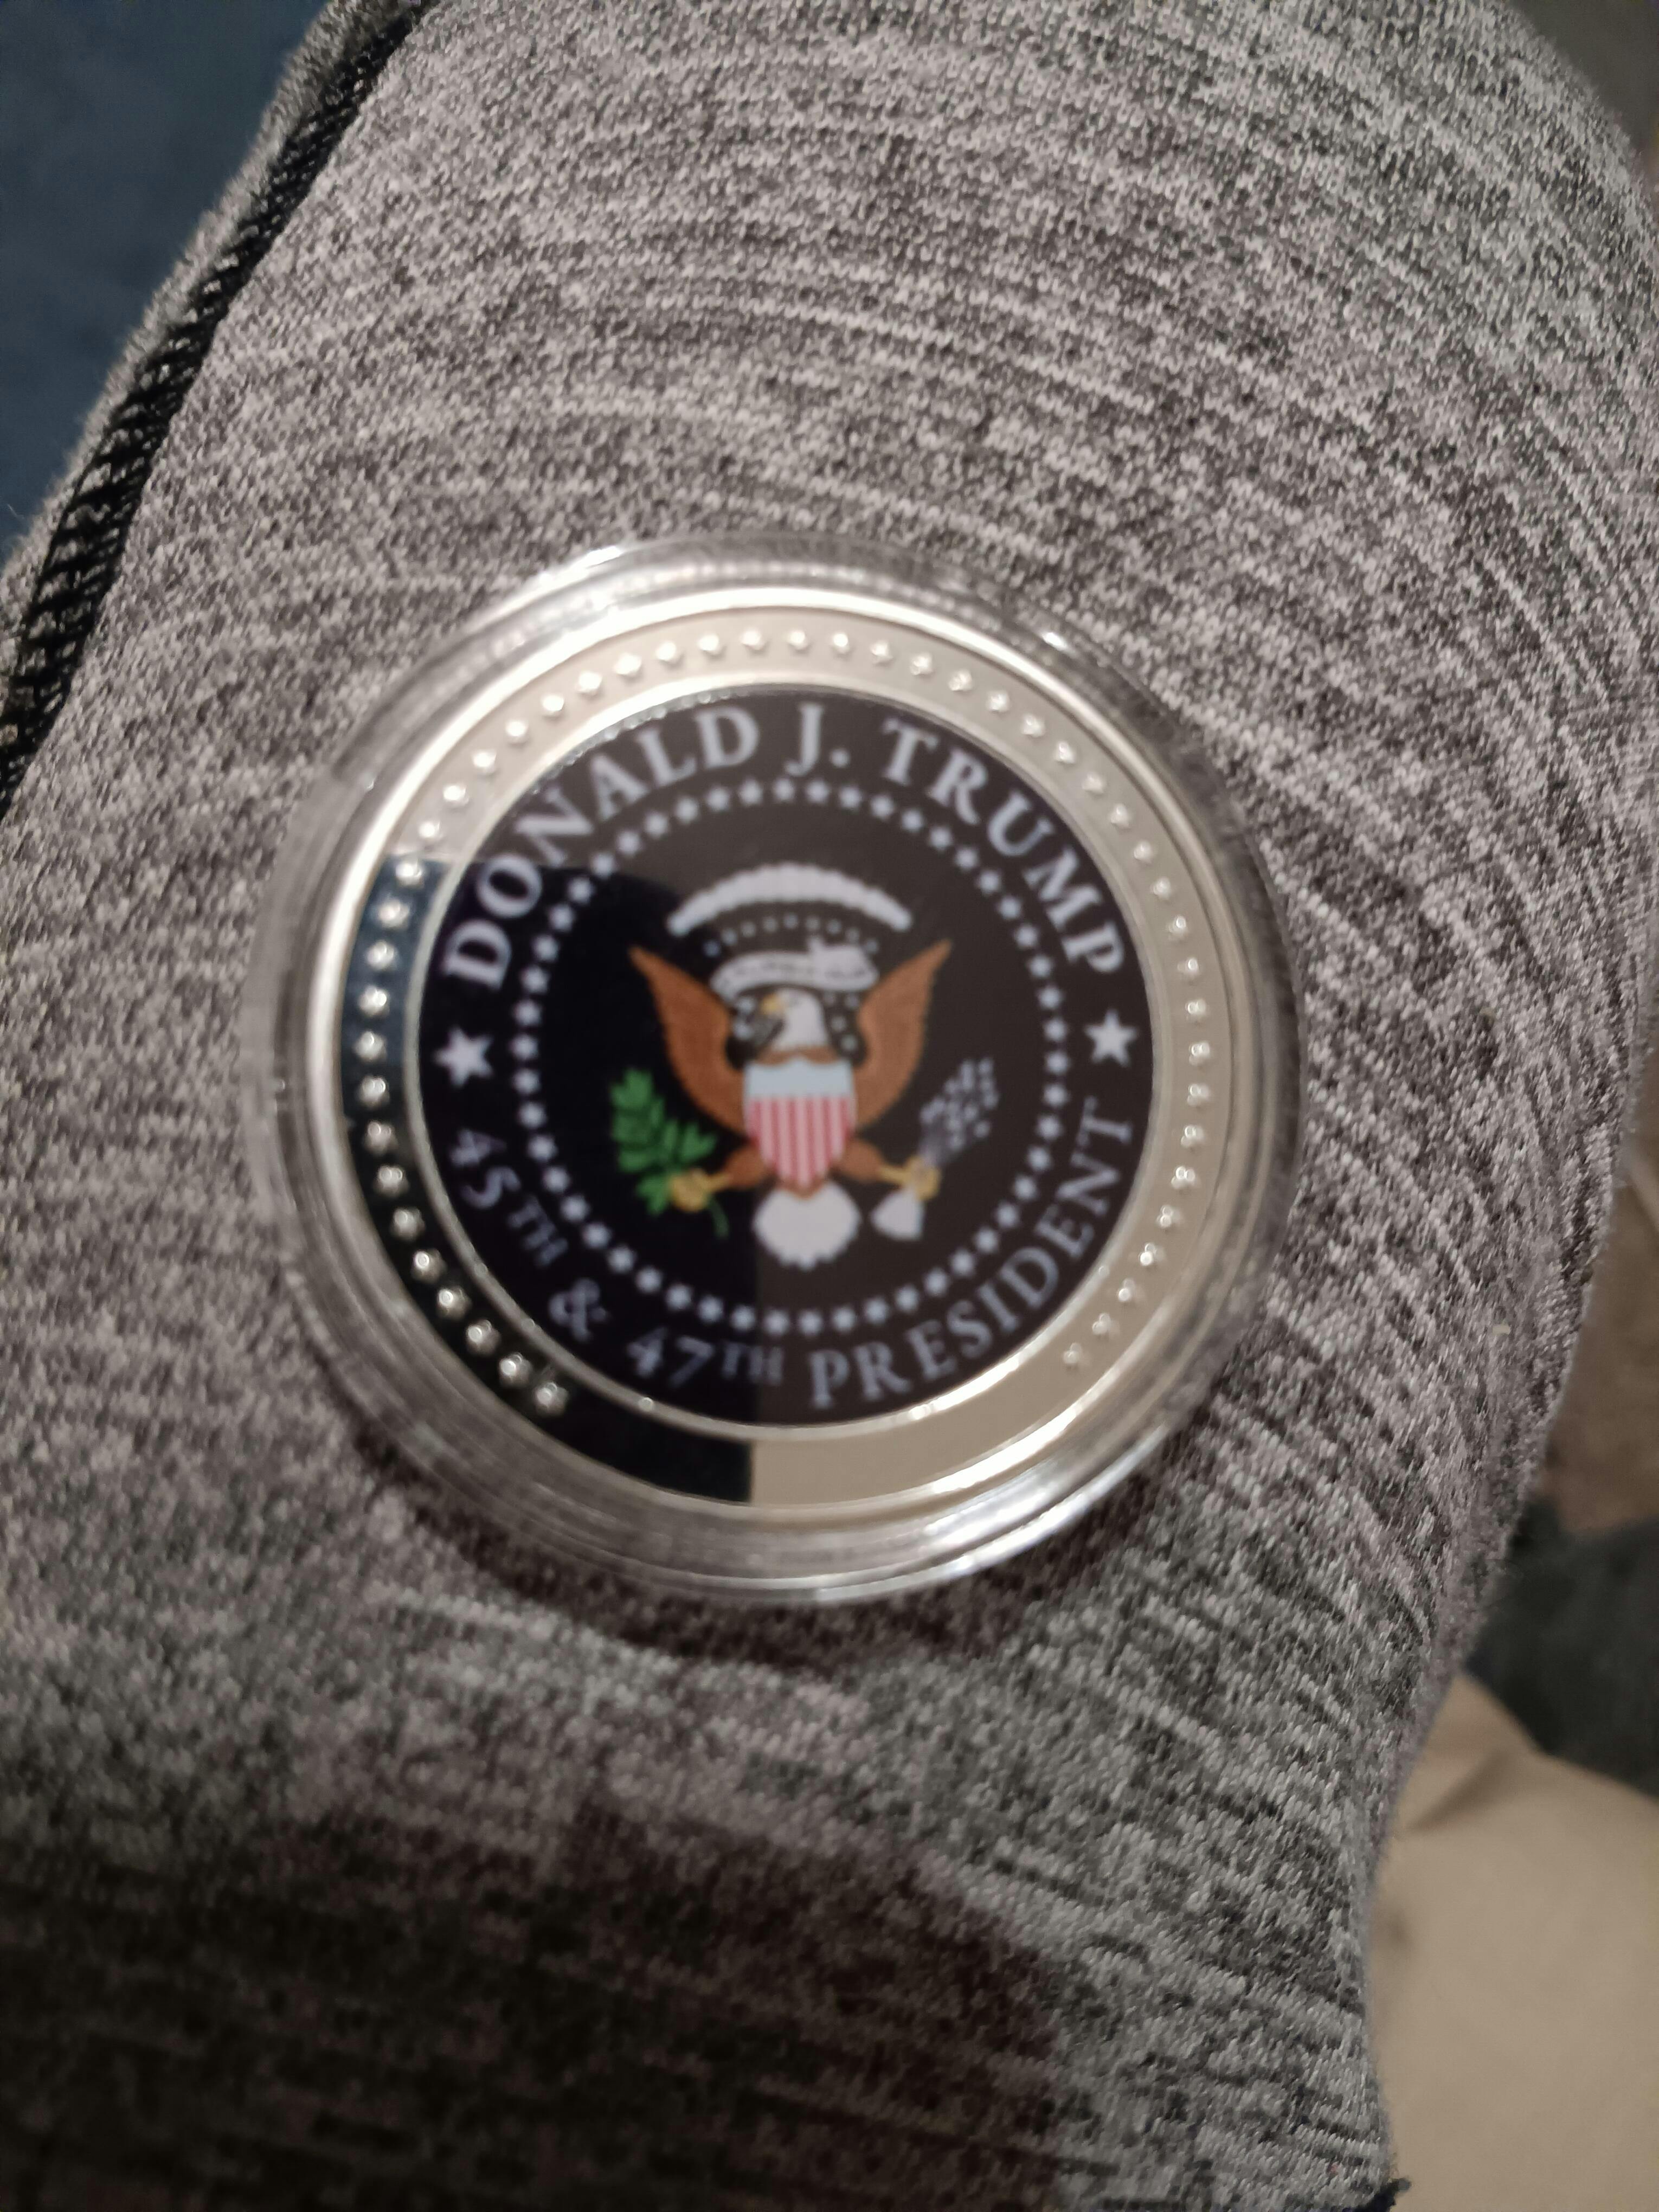 DONALD J. TRUMP
45TH & 47TH PRESIDENT